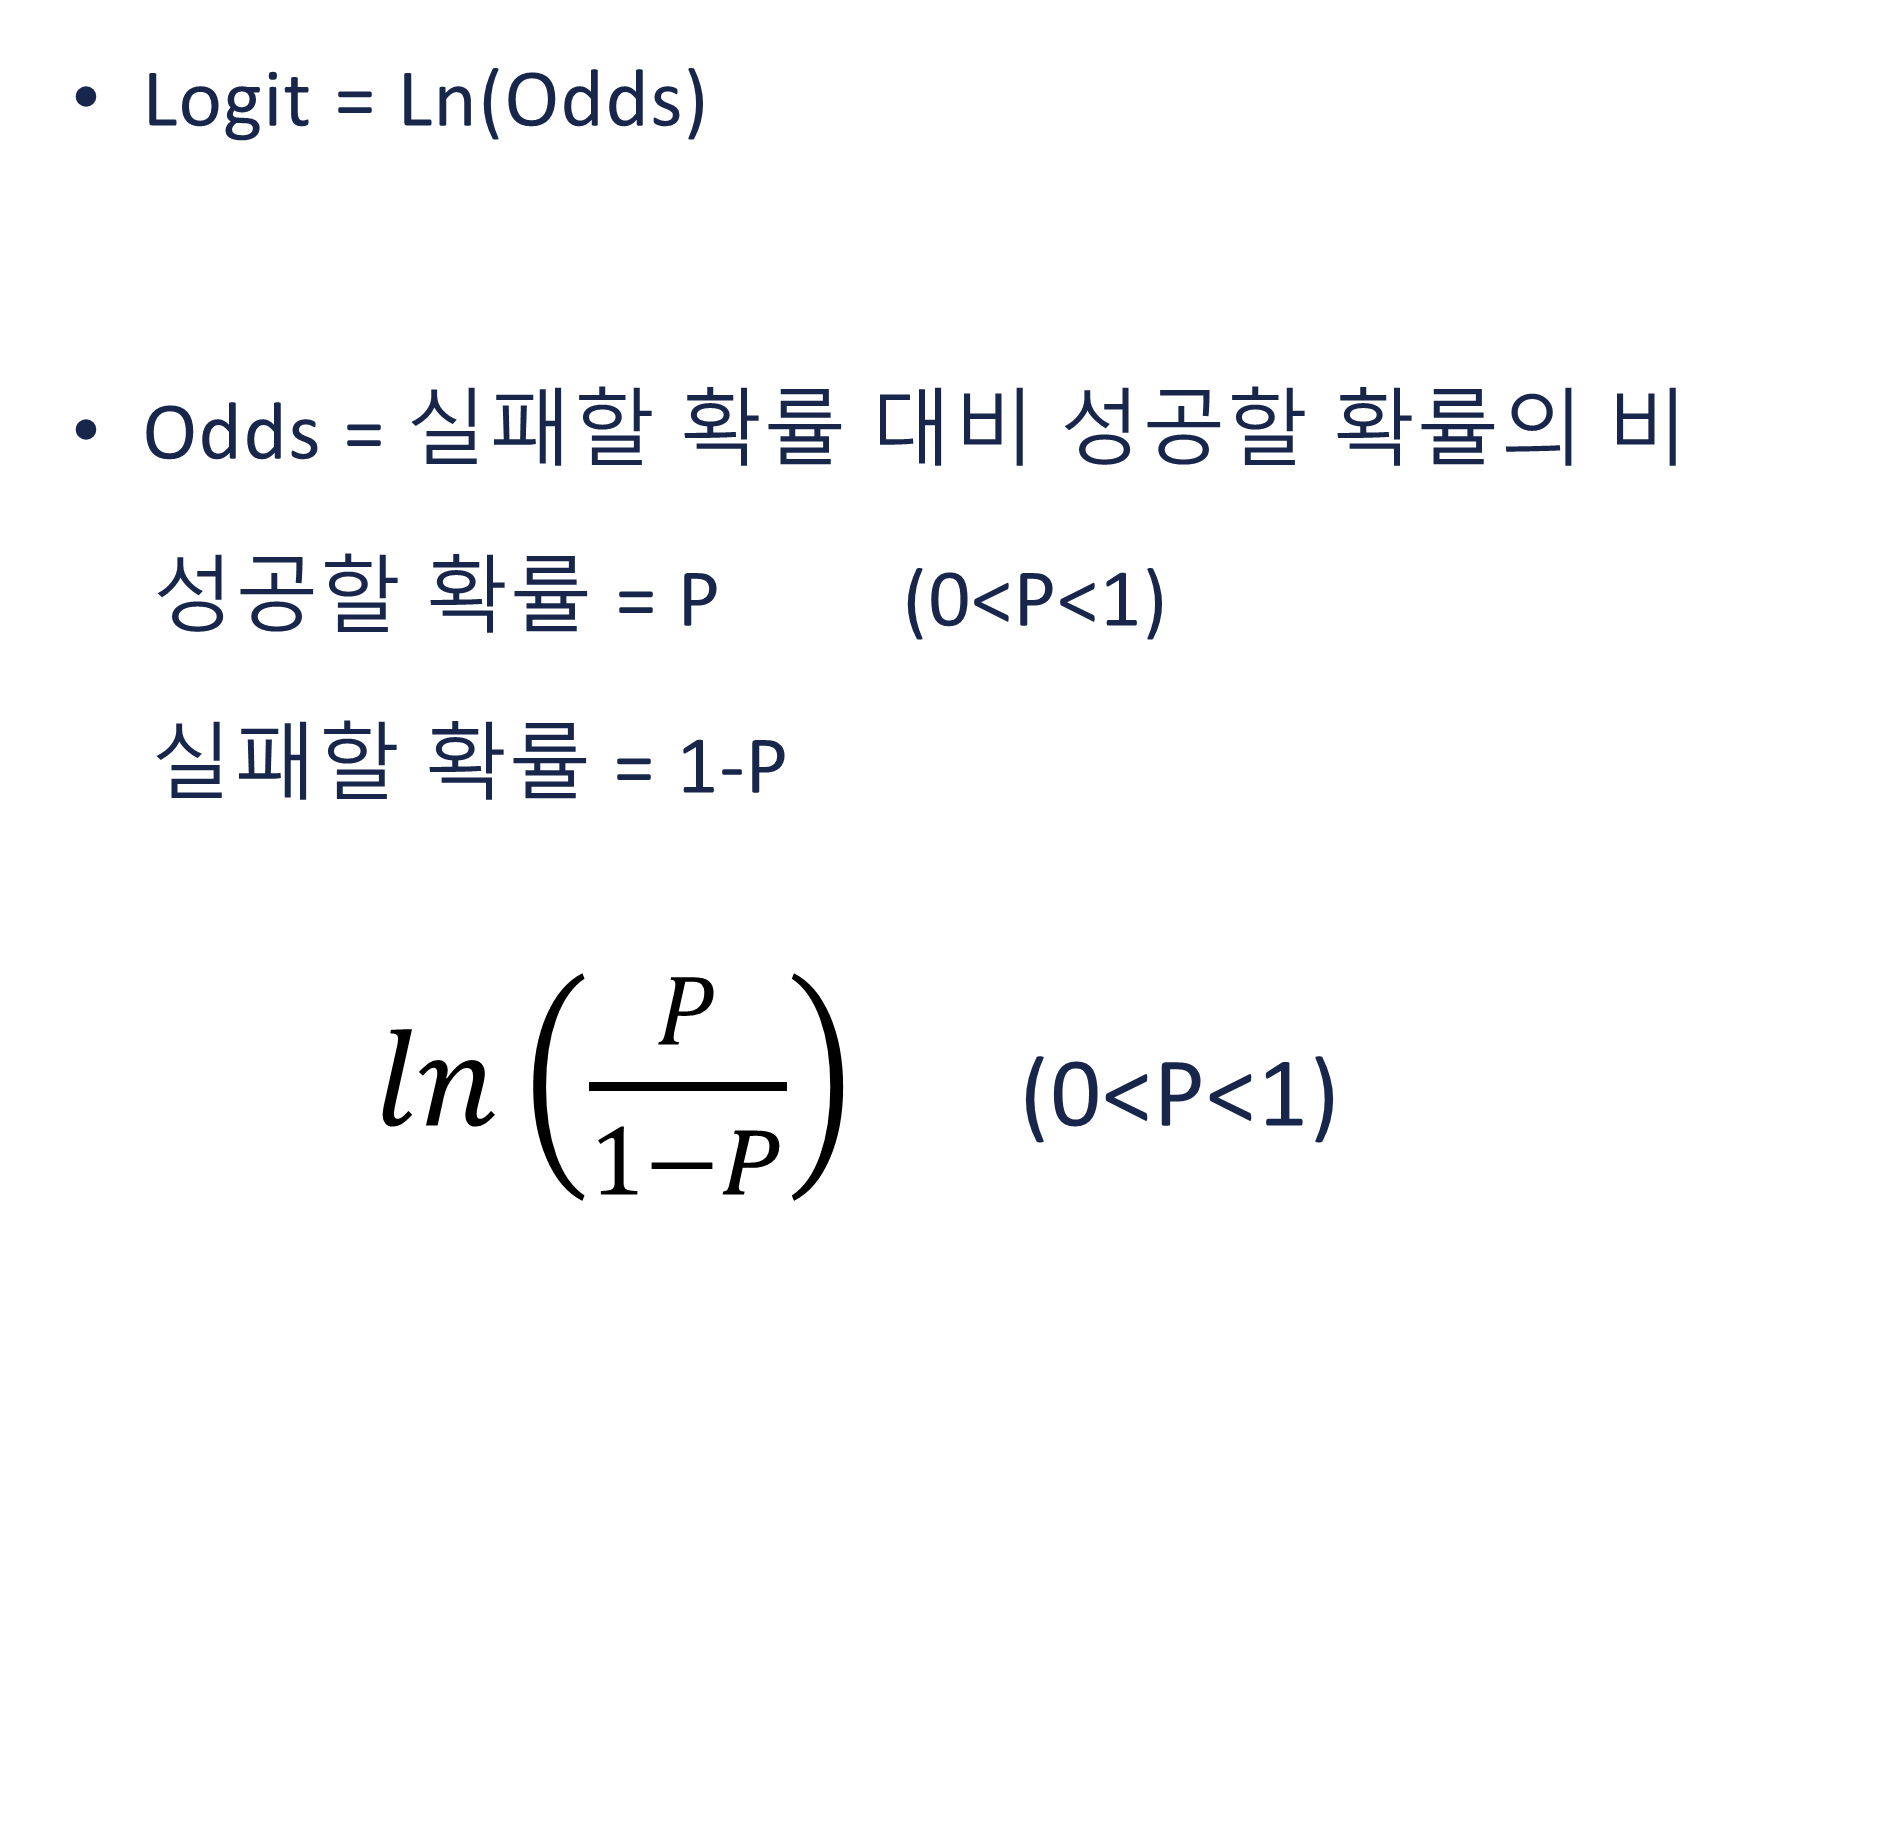 • Logit = Ln(Odds)
• Odds = 실패할 확률 대비 성공할 확률의 비
성공할 확률 = P (0<P<1)
실패할 확률 = 1-P
ln(P/(1−P)) (0<P<1)